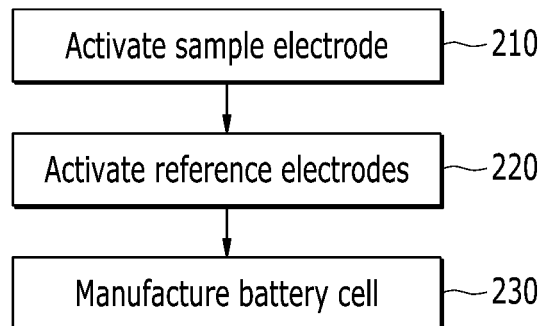 Activate sample electrode 210
Activate reference electrodes 220
Manufacture battery cell 230